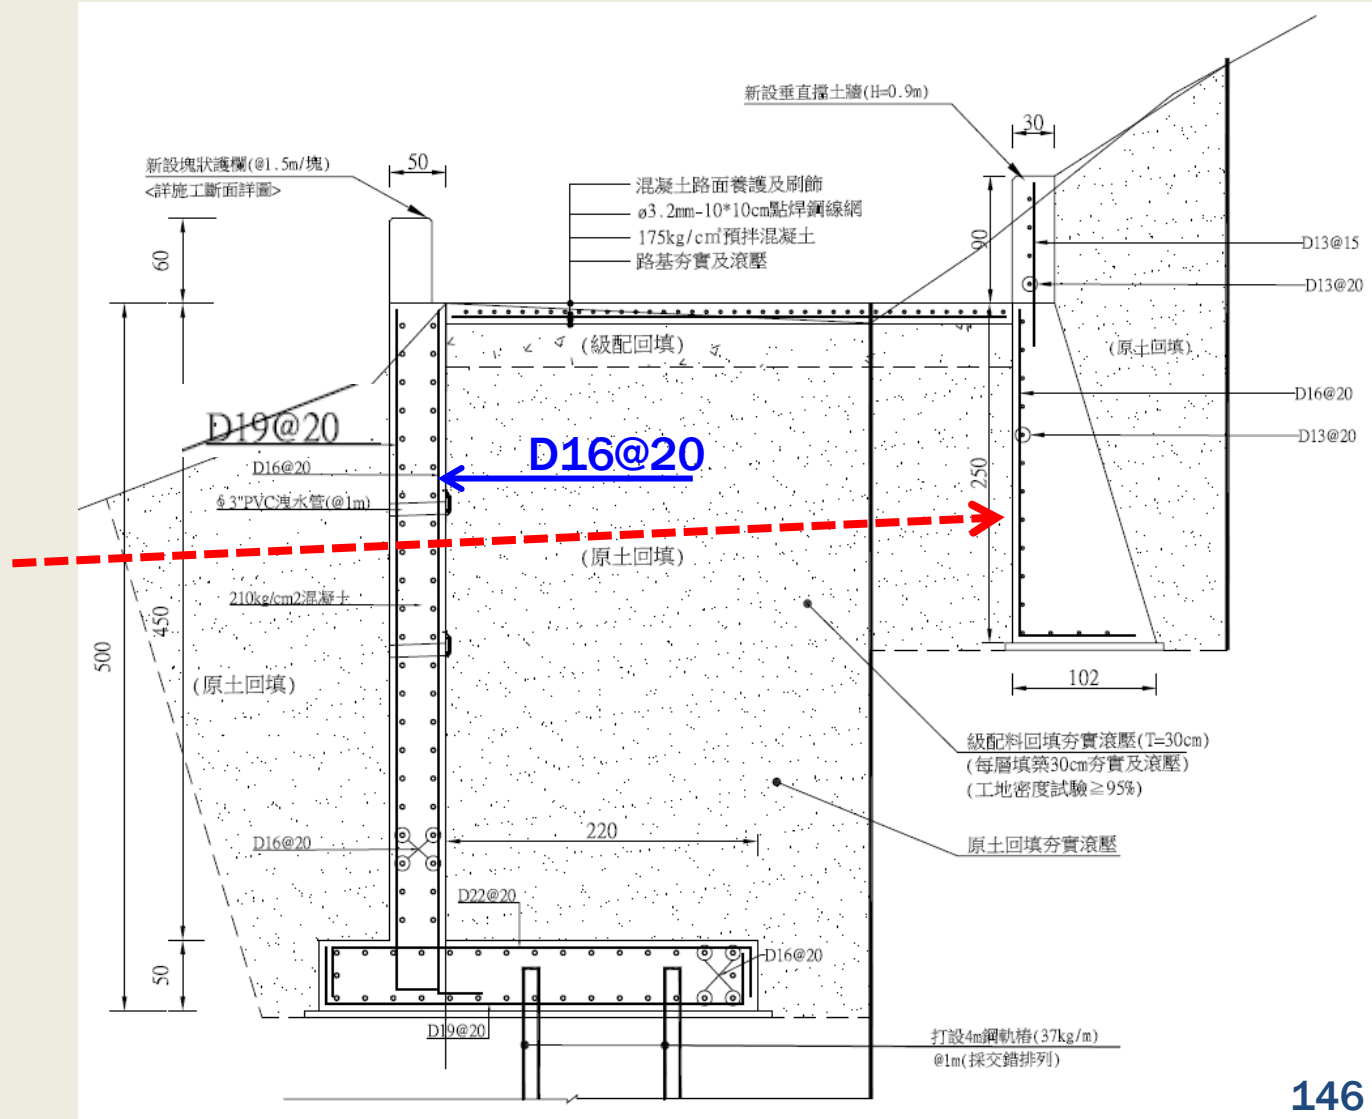 新設垂直擋土牆(H=0.9m)
30
新設塊狀護欄(@1.5m/塊)
<詳施工斷面詳圖>
50
混凝土路面養護及刷飾
ø3.2mm-10*10cm點焊鋼線網
175kg/c㎡預拌混凝土
路基夯實及滾壓
60
90
D13@15
D13@20
(級配回填)
(原土回填)
D16@20
D13@20
D19@20
D16@20
D16@20
∮3"PVC洩水管(@1m)
250
(原土回填)
210kg/cm2混凝土
450
500
(原土回填)
102
級配料回填夯實滾壓(T=30cm)
(每層填築30cm夯實及滾壓)
(工地密度試驗≧95%)
220
D16@20
原土回填夯實滾壓
D22@20
D16@20
50
D19@20
打設4m鋼軌樁(37kg/m)
@1m(採交錯排列)
146